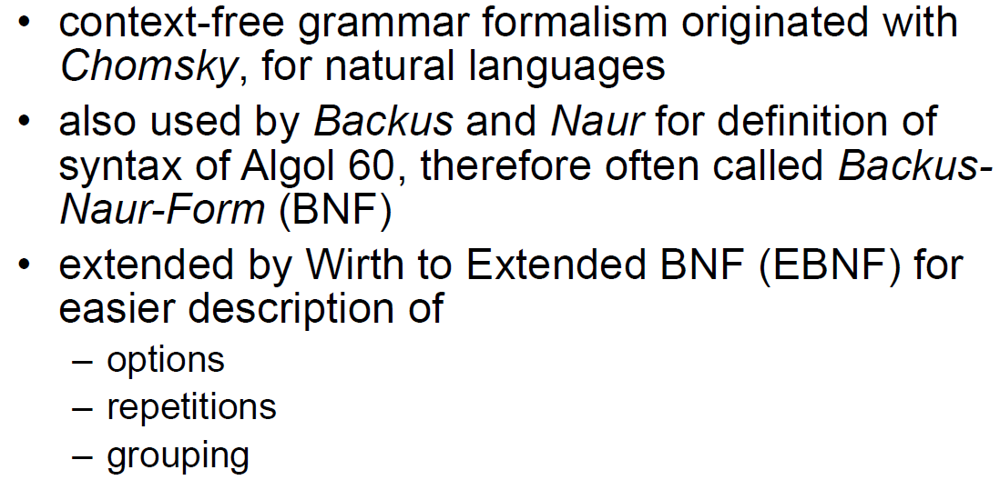 • context-free grammar formalism originated with
Chomsky, for natural languages
• also used by Backus and Naur for definition of
syntax of Algol 60, therefore often called Backus-
Naur-Form (BNF)
• extended by Wirth to Extended BNF (EBNF) for
easier description of
– options
– repetitions
– grouping